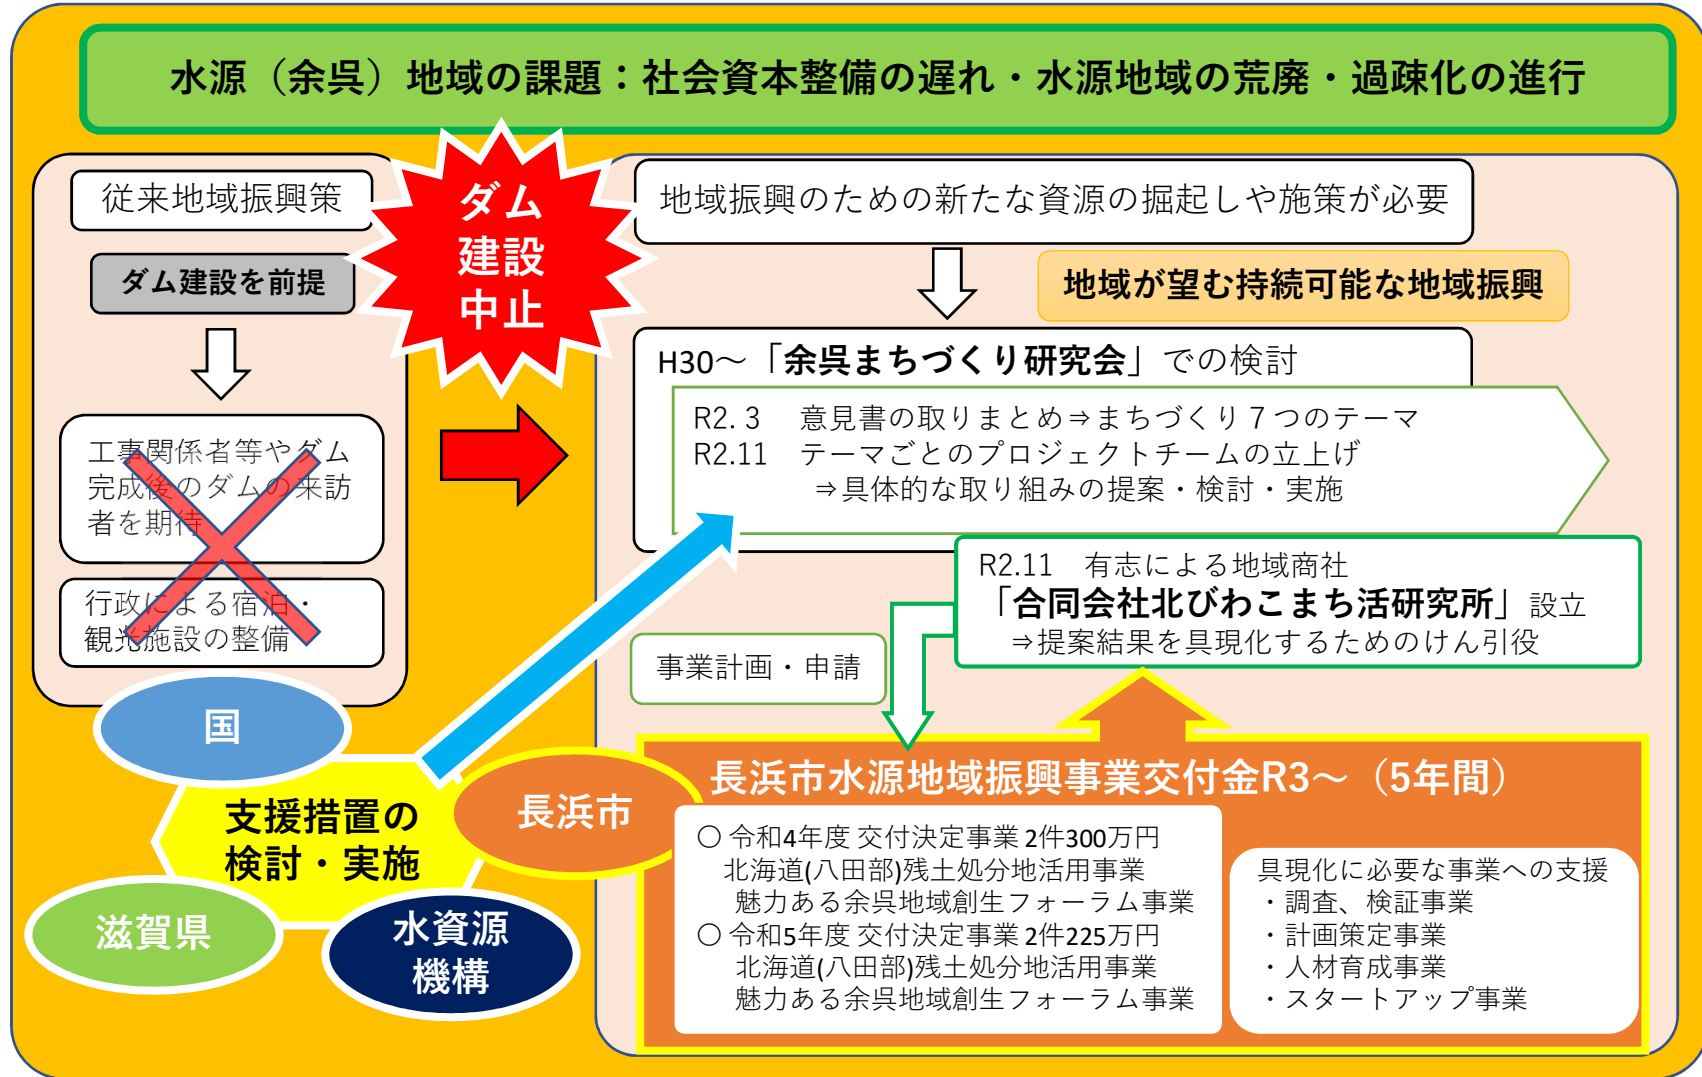 水源（余呉）地域の課題：社会資本整備の遅れ・水源地域の荒廃・過疎化の進行
従来地域振興策
ダム建設を前提
工事関係者等やダム
完成後のダムの来訪
者を期待
行政による宿泊・
観光施設の整備
ダム
建設
中止
地域振興のための新たな資源の掘起しや施策が必要
地域が望む持続可能な地域振興
H30～「余呉まちづくり研究会」での検討
R2. 3　意見書の取りまとめ⇒まちづくり７つのテーマ
R2.11　テーマごとのプロジェクトチームの立上げ
⇒具体的な取り組みの提案・検討・実施
R2.11　有志による地域商社
「合同会社北びわこまち活研究所」設立
⇒提案結果を具現化するためのけん引役
事業計画・申請
国
支援措置の
検討・実施
長浜市
滋賀県
水資源
機構
長浜市水源地域振興事業交付金R3～（5年間）
〇 令和4年度 交付決定事業 2件300万円
北海道(八田部)残土処分地活用事業
魅力ある余呉地域創生フォーラム事業
〇 令和5年度 交付決定事業 2件225万円
北海道(八田部)残土処分地活用事業
魅力ある余呉地域創生フォーラム事業
具現化に必要な事業への支援
・調査、検証事業
・計画策定事業
・人材育成事業
・スタートアップ事業